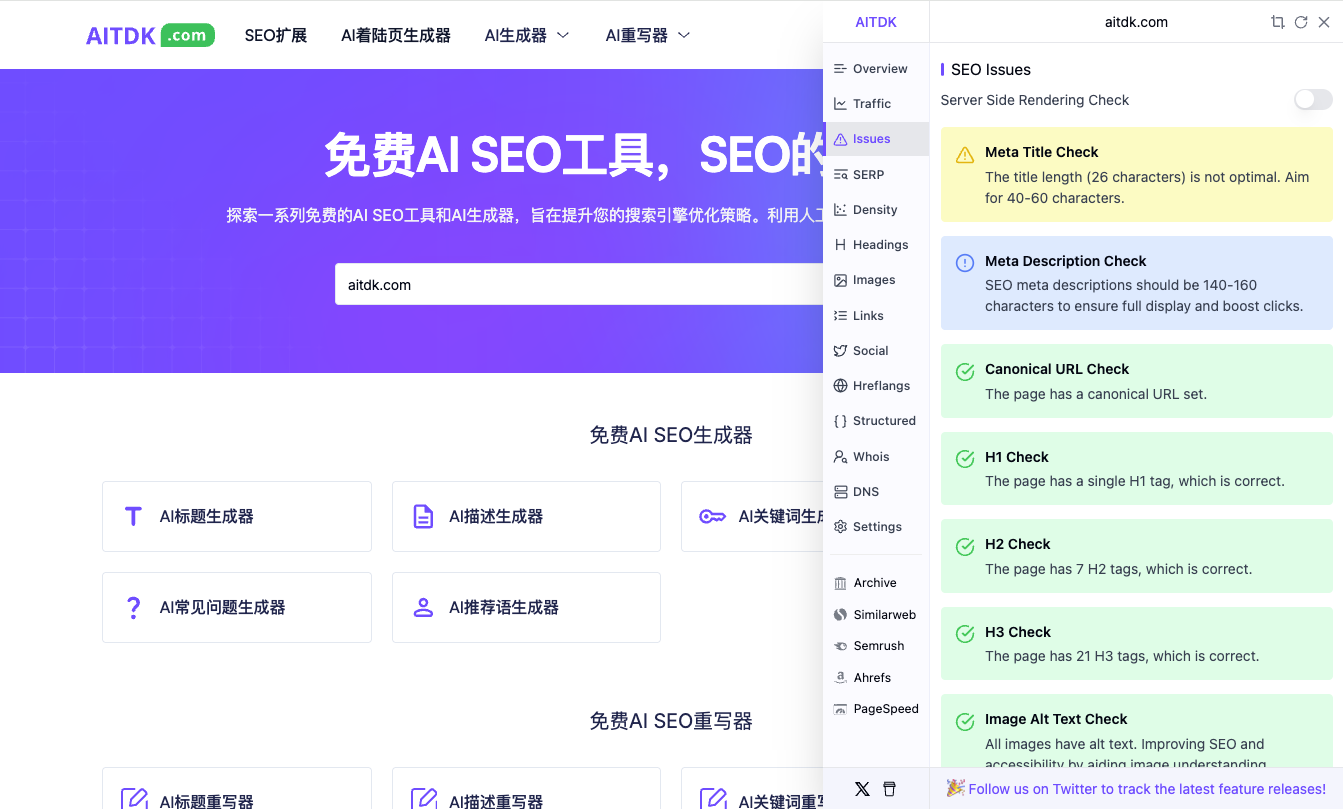 AITDK .com
SEO扩展
AI着陆页生成器
AI生成器
AI重写器
免费AI SEO工具，SEO的
探索一系列免费的AI SEO工具和AI生成器，旨在提升您的搜索引擎优化策略。利用人工
aitdk.com
免费AI SEO生成器
AI标题生成器
AI描述生成器
AI关键词生成
AI常见问题生成器
AI推荐语生成器
免费AI SEO重写器
AI标题重写器
AI描述重写器
AI关键词重写
AITDK
Overview
Traffic
Issues
SERP
Density
Headings
Images
Links
Social
Hreflangs
Structured
Whois
DNS
Settings
Archive
Similarweb
Semrush
Ahrefs
PageSpeed
aitdk.com
SEO Issues
Server Side Rendering Check
Meta Title Check
The title length (26 characters) is not optimal. Aim
for 40-60 characters.
Meta Description Check
SEO meta descriptions should be 140-160
characters to ensure full display and boost clicks.
Canonical URL Check
The page has a canonical URL set.
H1 Check
The page has a single H1 tag, which is correct.
H2 Check
The page has 7 H2 tags, which is correct.
H3 Check
The page has 21 H3 tags, which is correct.
Image Alt Text Check
All images have alt text. Improving SEO and
accessibility by aiding image understanding
Follow us on Twitter to track the latest feature releases!